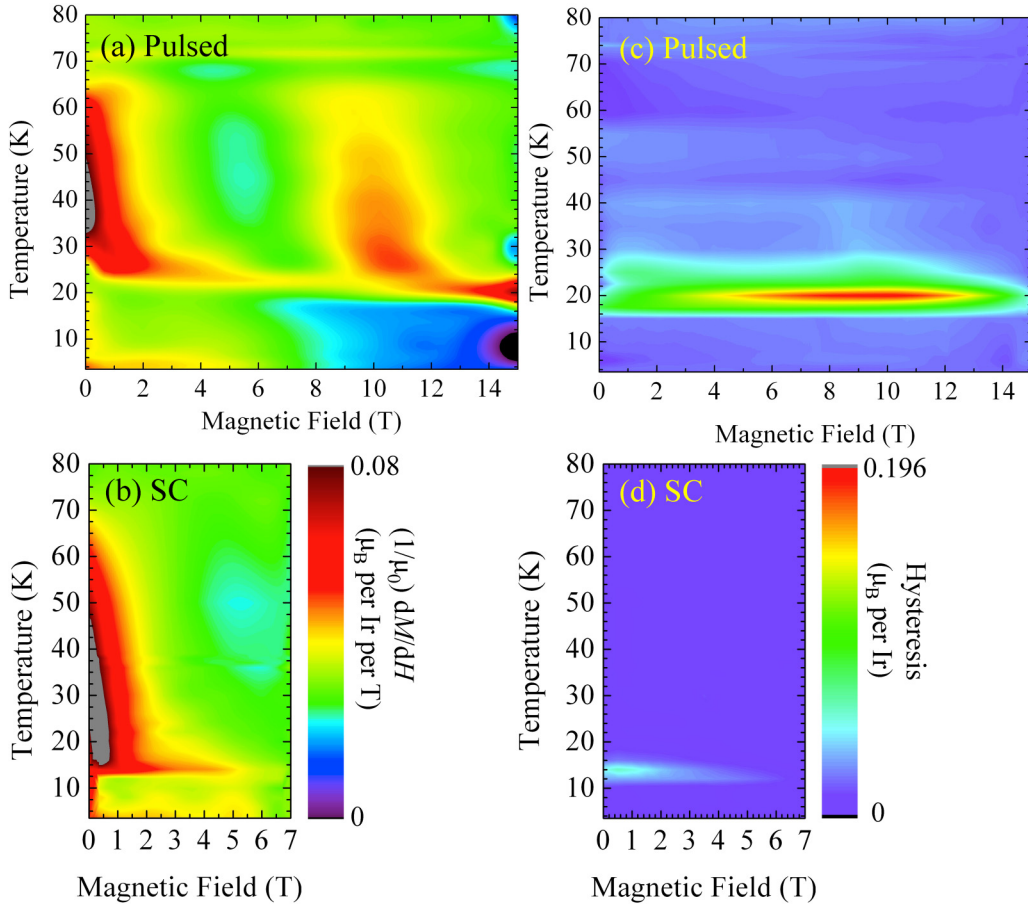 (a) Pulsed
80
70
60
50
40
30
20
10
Temperature (K)
0 2 4 6 8 10 12 14
Magnetic Field (T)
(c) Pulsed
80
70
60
50
40
30
20
10
Temperature (K)
0 2 4 6 8 10 12 14
Magnetic Field (T)
(b) SC
80
70
60
50
40
30
20
10
Temperature (K)
0 1 2 3 4 5 6 7
Magnetic Field (T)
0.08
0
(1/μ0) dM/dH
(μB per Ir per T)
(d) SC
80
70
60
50
40
30
20
10
Temperature (K)
0 1 2 3 4 5 6 7
Magnetic Field (T)
0.196
0
Hysteresis
(μB per Ir)